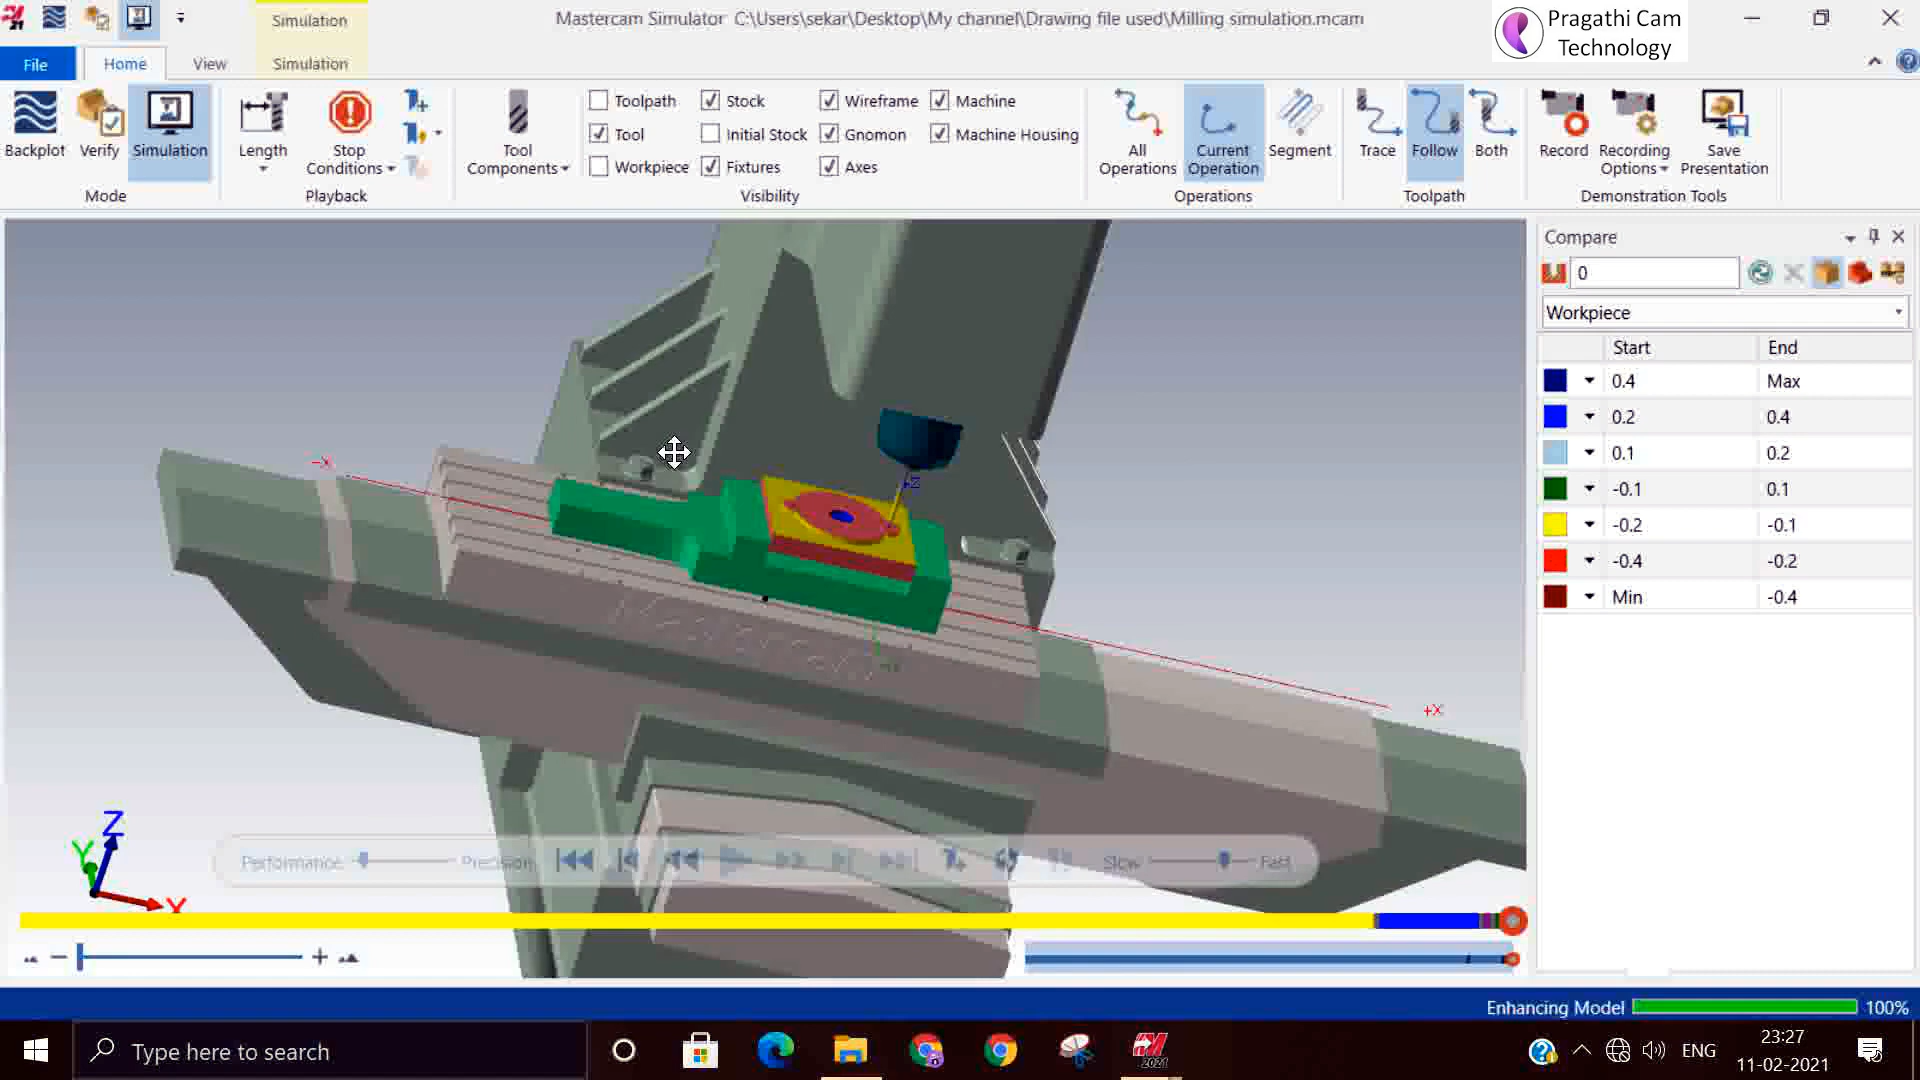 Simulation
Mastercam Simulator C:\Users\sekar\Desktop\My channel\Drawing file used\Milling simulation.mcam
Pragathi Cam
Technology
File
Home
View
Simulation
Backplot
Verify
Simulation
Mode
Length
Stop
Conditions
Playback
Tool
Components
Toolpath
Stock
Wireframe
Machine
Tool
Initial Stock
Gnomon
Machine Housing
Workpiece
Fixtures
Axes
Visibility
All
Operations
Current
Operation
Segment
Operations
Trace
Follow
Both
Toolpath
Record
Recording
Options
Save
Presentation
Demonstration Tools
Compare
0
Workpiece
Start End
0.4 Max
0.2 0.4
0.1 0.2
-0.1 0.1
-0.2 -0.1
-0.4 -0.2
Min -0.4
-X
+Z
Mastercam
+X
Z
Y
X
Performance
Precision
Slow
Fast
Enhancing Model
100%
Type here to search
2021
ENG
23:27
11-02-2021